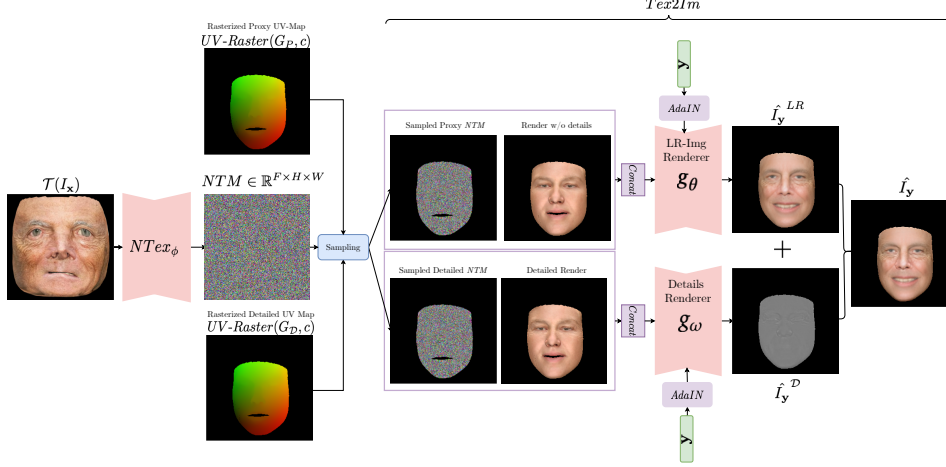 Tex2Im
Rasterized Proxy UV-Map
UV-Raster(G_P, c)
y
AdaIN
Î_y^LR
Sampled Proxy NTM
Render w/o details
LR-Img
Renderer
g_θ
Concat
T(I_x)
NTex_ϕ
NTM ∈ ℝ^{F×H×W}
Sampling
Î_y
+
Rasterized Detailed UV Map
UV-Raster(G_D, c)
Sampled Detailed NTM
Detailed Render
Concat
Details
Renderer
g_ω
Î_y^D
AdaIN
y